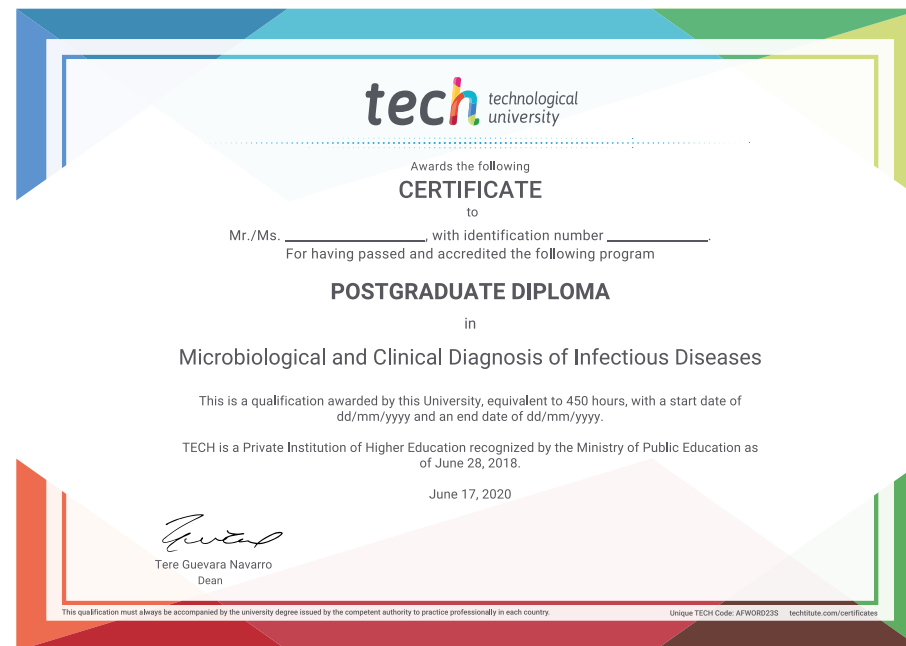 tech technological
university
Awards the following
CERTIFICATE
to
Mr./Ms. ____________________, with identification number ______________.
For having passed and accredited the following program
POSTGRADUATE DIPLOMA
in
Microbiological and Clinical Diagnosis of Infectious Diseases
This is a qualification awarded by this University, equivalent to 450 hours, with a start date of
dd/mm/yyyy and an end date of dd/mm/yyyy.
TECH is a Private Institution of Higher Education recognized by the Ministry of Public Education as
of June 28, 2018.
June 17, 2020
Tere Guevara Navarro
Dean
This qualification must always be accompanied by the university degree issued by the competent authority to practice professionally in each country. Unique TECH Code: AFWORD23S techtitute.com/certificates